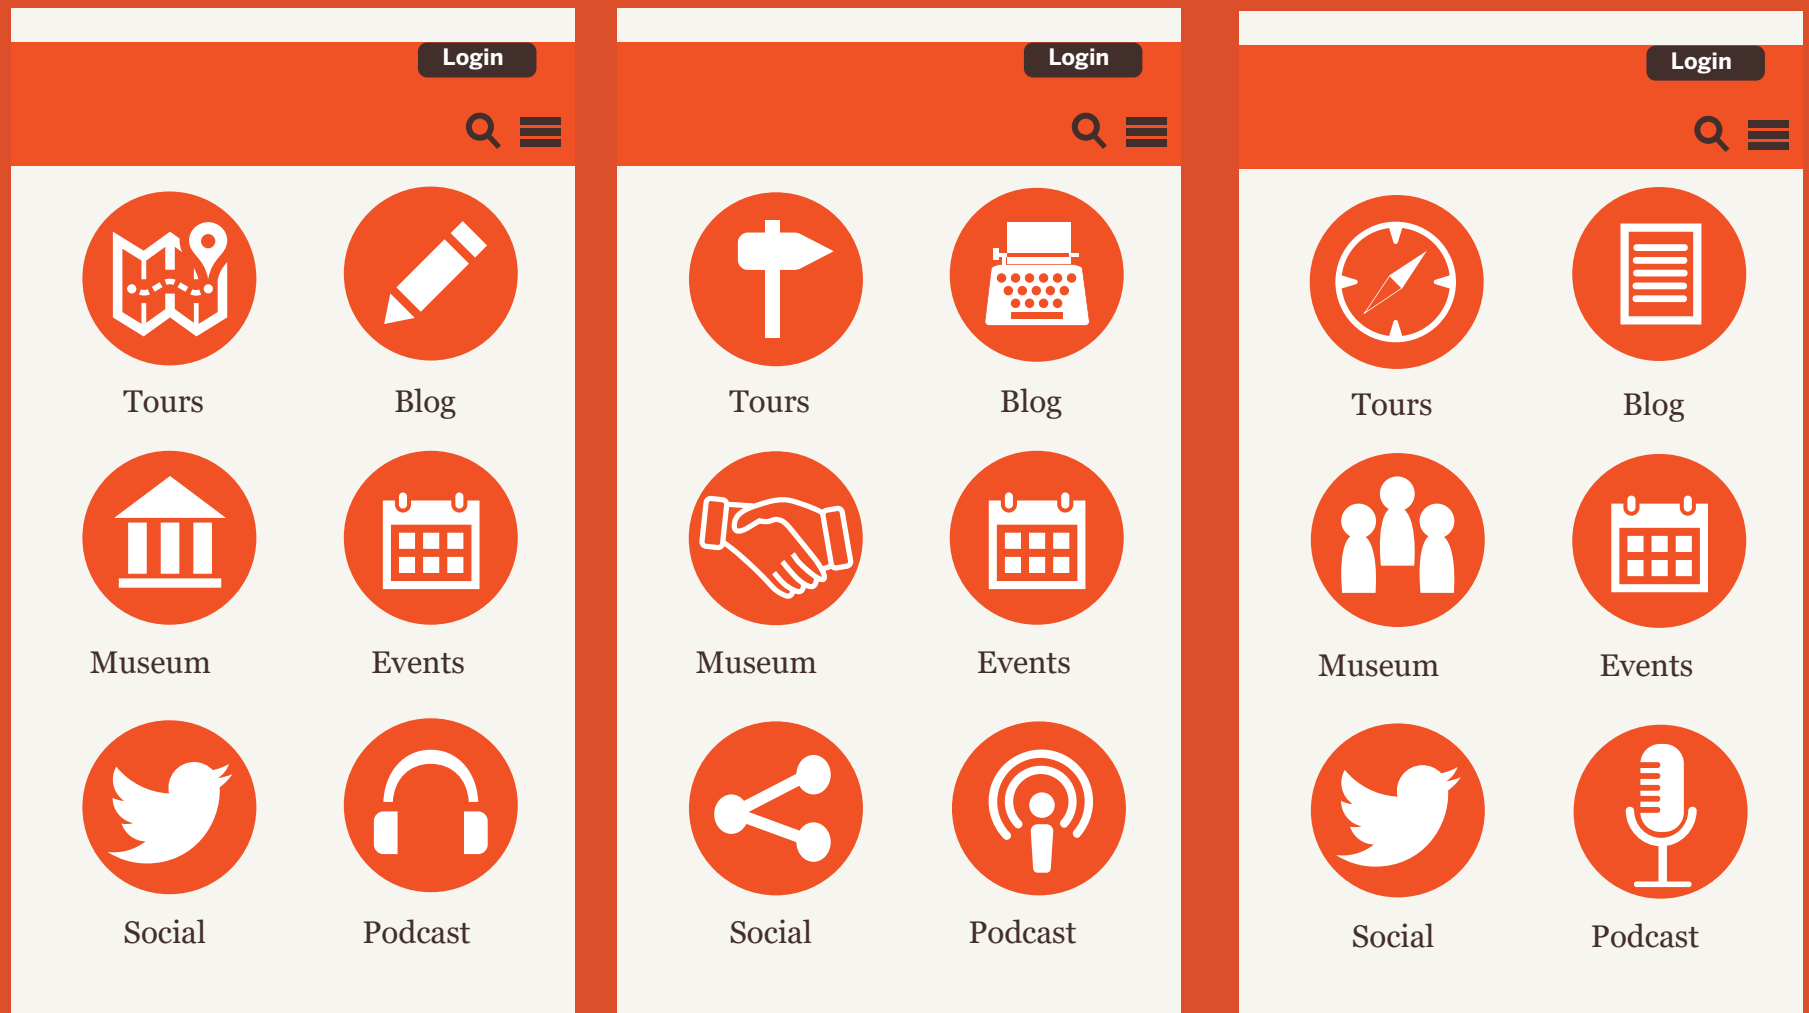 Login
Tours
Blog
Museum
Events
Social
Podcast
Login
Tours
Blog
Museum
Events
Social
Podcast
Login
Tours
Blog
Museum
Events
Social
Podcast